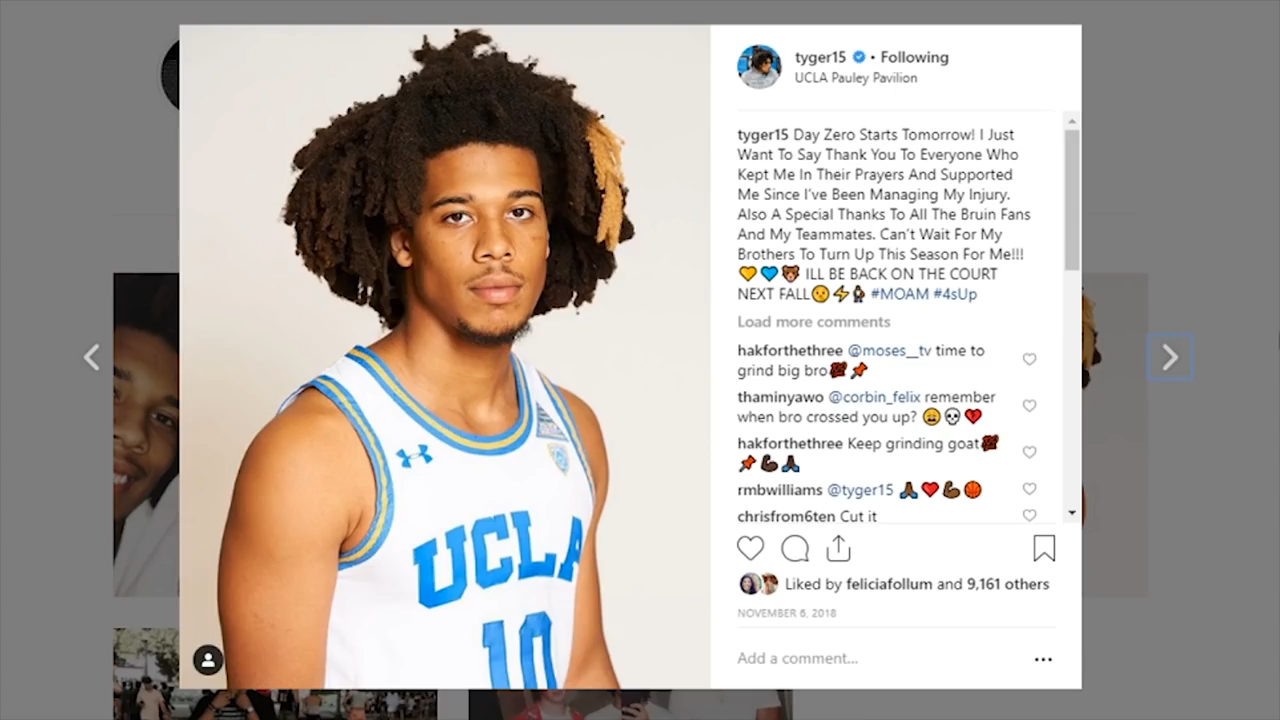 tyger15 • Following
UCLA Pauley Pavilion
tyger15 Day Zero Starts Tomorrow! I Just
Want To Say Thank You To Everyone Who
Kept Me In Their Prayers And Supported
Me Since I've Been Managing My Injury.
Also A Special Thanks To All The Bruin Fans
And My Teammates. Can't Wait For My
Brothers To Turn Up This Season For Me!!!
💛💙🐻 ILL BE BACK ON THE COURT
NEXT FALL🤫⚡ #MOAM #4sUp
Load more comments
hakforthethree @moses__tv time to
grind big bro💯📌
thaminyawo @corbin_felix remember
when bro crossed you up? 😩💀❤️
hakforthethree Keep grinding goat💯
📌💪🏿🙏🏿
rmbwilliams @tyger15 🙏🏾❤️💪🏾🏀
chrisfrom6ten Cut it
Liked by feliciafollum and 9,161 others
NOVEMBER 6, 2018
Add a comment...
UCLA
10